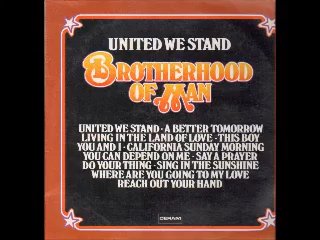 UNITED WE STAND
BROTHERHOOD
OF MAN
UNITED WE STAND · A BETTER TOMORROW
LIVING IN THE LAND OF LOVE · THIS BOY
YOU AND I · CALIFORNIA SUNDAY MORNING
YOU CAN DEPEND ON ME · SAY A PRAYER
DO YOUR THING · SING IN THE SUNSHINE
WHERE ARE YOU GOING TO MY LOVE
REACH OUT YOUR HAND
DERAM